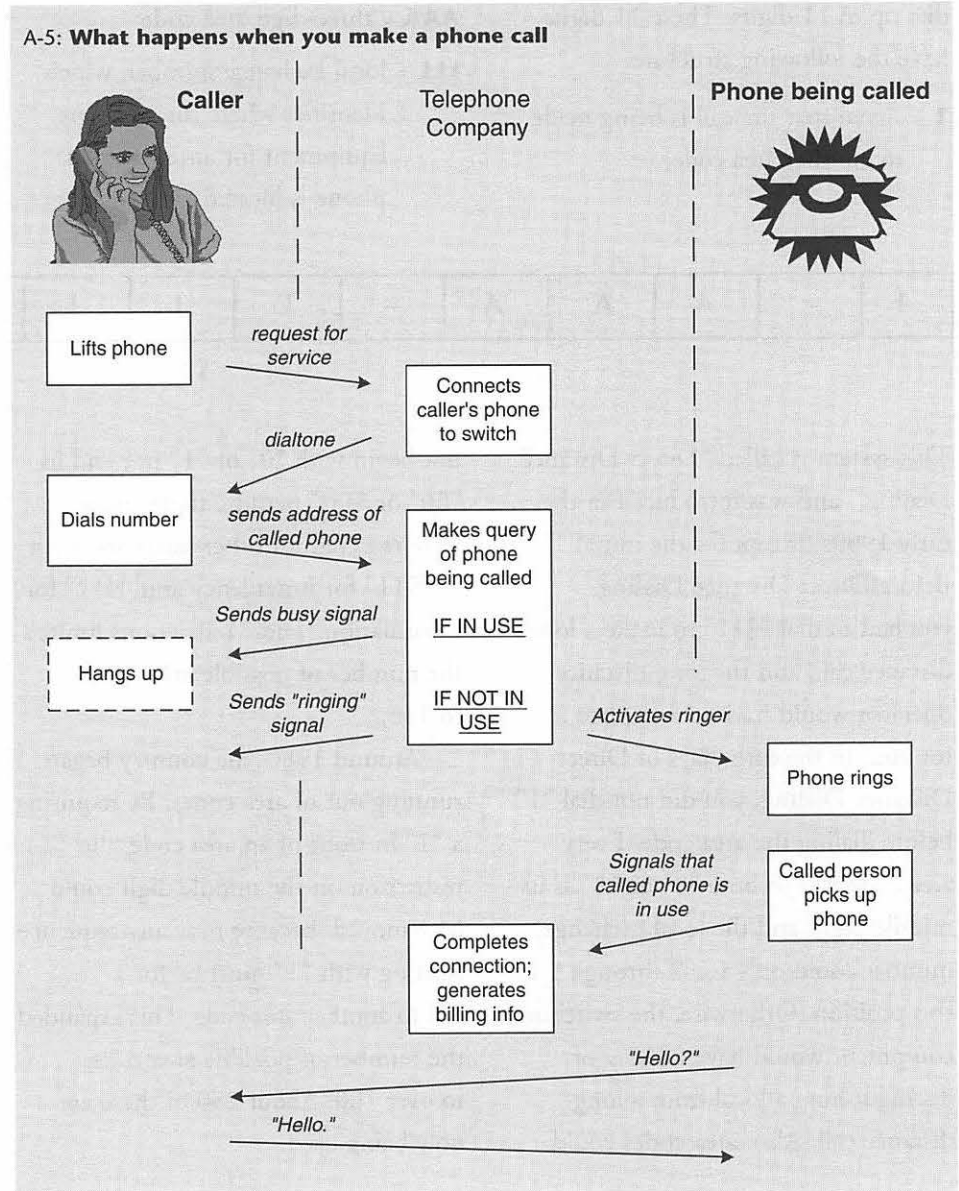 A-5: What happens when you make a phone call
Caller
Telephone
Company
Phone being called
Lifts phone
request for
service
Connects
caller's phone
to switch
dialtone
Dials number
sends address of
called phone
Makes query
of phone
being called
Sends busy signal
IF IN USE
Hangs up
Sends "ringing"
signal
IF NOT IN
USE
Activates ringer
Phone rings
Signals that
called phone is
in use
Called person
picks up
phone
Completes
connection;
generates
billing info
"Hello?"
"Hello."